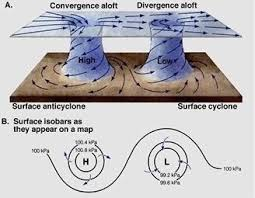 A.
Convergence aloft
Divergence aloft
High
Low
Surface anticyclone
Surface cyclone
B. Surface isobars as
they appear on a map
100 kPa
100.4 kPa
100.8 kPa
H
L
99.2 kPa
99.6 kPa
100 kPa